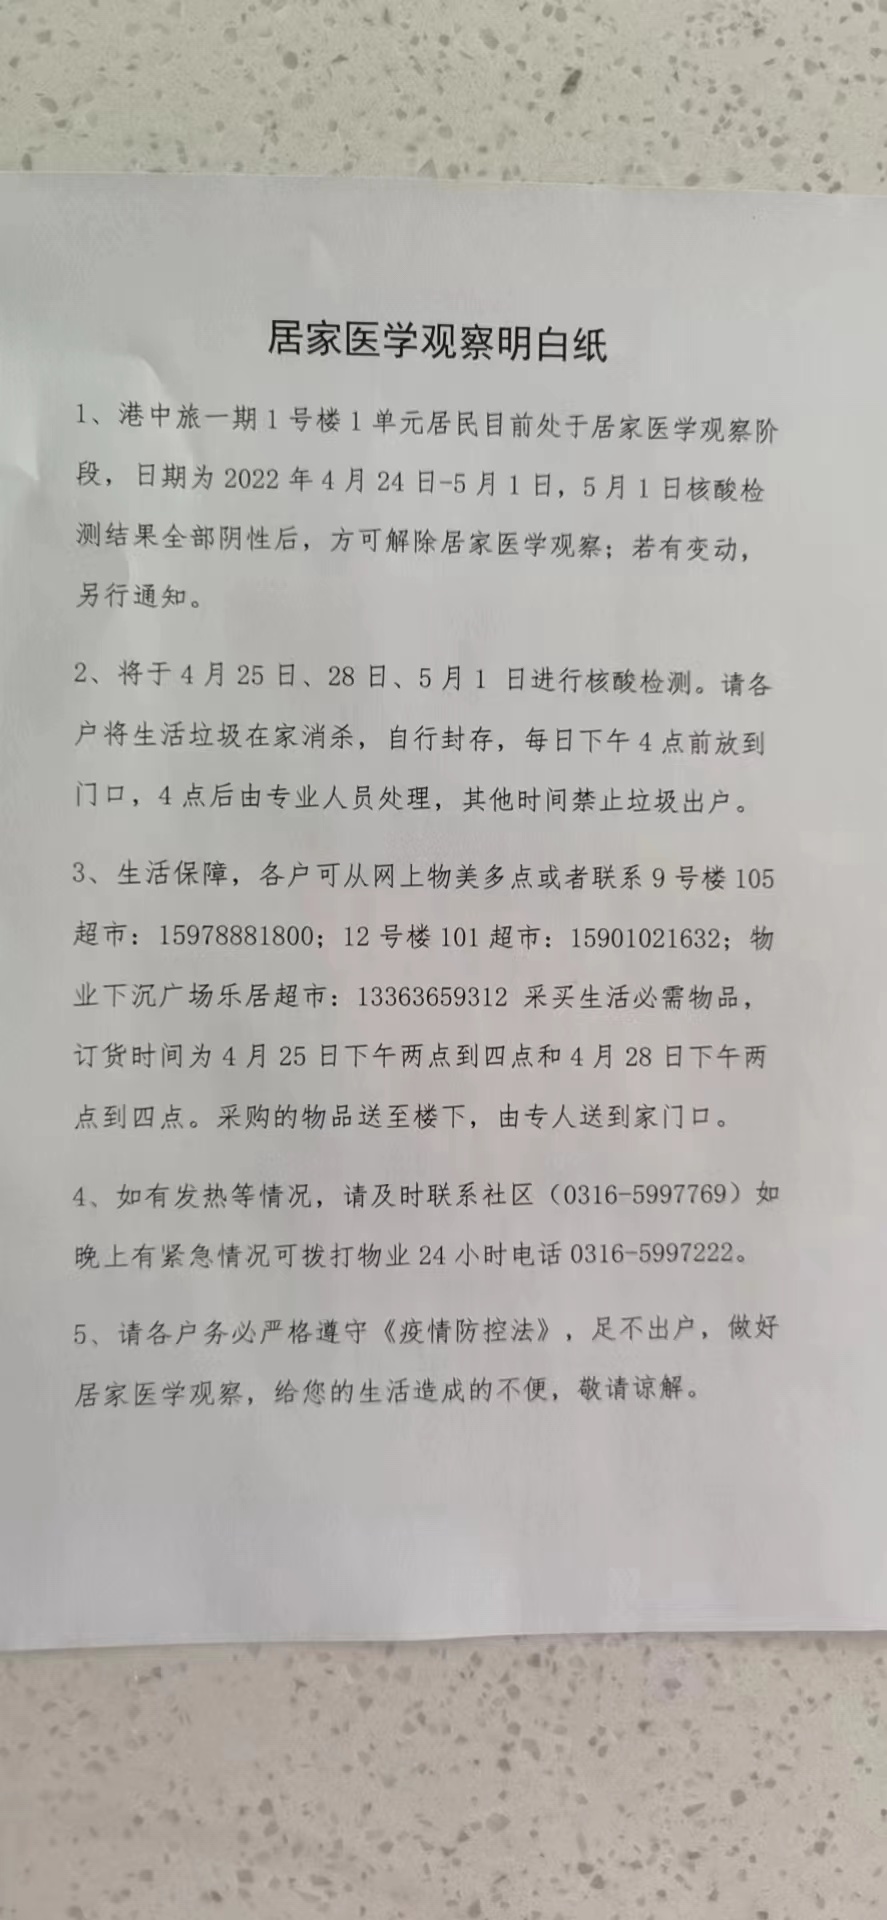 居家医学观察明白纸
1、港中旅一期1号楼1单元居民目前处于居家医学观察阶
段，日期为 2022 年 4 月 24 日-5 月 1 日，5 月 1 日核酸检
测结果全部阴性后，方可解除居家医学观察；若有变动，
另行通知。
2、将于 4 月 25 日、28 日、5 月 1 日进行核酸检测。请各
户将生活垃圾在家消杀，自行封存，每日下午 4 点前放到
门口，4 点后由专业人员处理，其他时间禁止垃圾出户。
3、生活保障，各户可从网上物美多点或者联系 9 号楼 105
超市：15978881800；12 号楼 101 超市：15901021632；物
业下沉广场乐居超市：13363659312 采买生活必需物品，
订货时间为 4 月 25 日下午两点到四点和 4 月 28 日下午两
点到四点。采购的物品送至楼下，由专人送到家门口。
4、如有发热等情况，请及时联系社区（0316-5997769）如
晚上有紧急情况可拨打物业 24 小时电话 0316-5997222。
5、请各户务必严格遵守《疫情防控法》，足不出户，做好
居家医学观察，给您的生活造成的不便，敬请谅解。